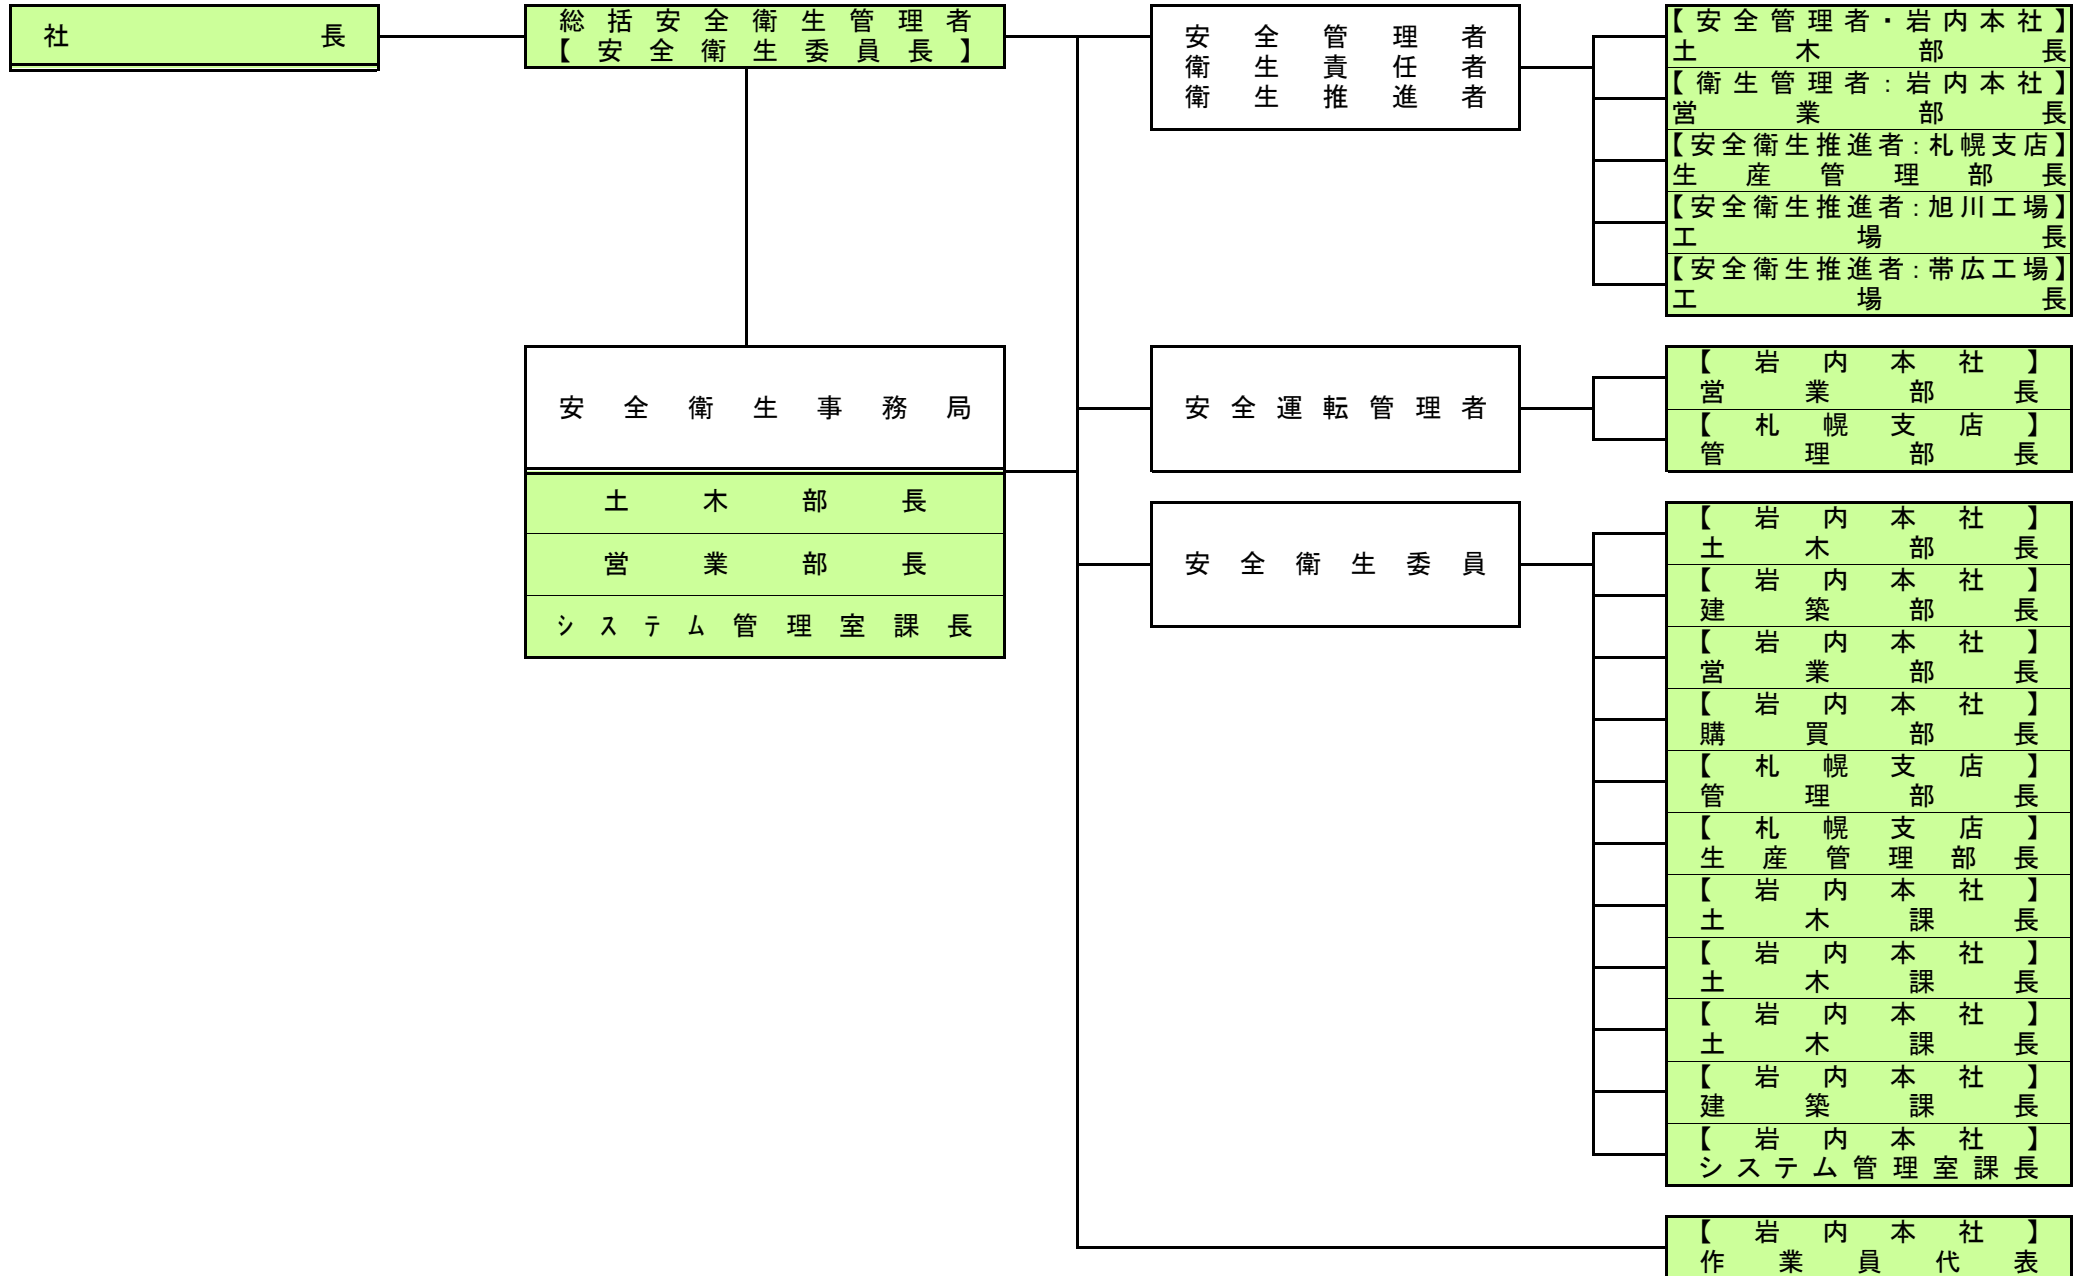 社長
総括安全衛生管理者
【安全衛生委員長】
安全管理者
衛生責任者
衛生推進者
【安全管理者・岩内本社】
土木部長
【衛生管理者:岩内本社】
営業部長
【安全衛生推進者:札幌支店】
生産管理部長
【安全衛生推進者:旭川工場】
工場長
【安全衛生推進者:帯広工場】
工場長
安全衛生事務局
土木部長
営業部長
ｼｽﾃﾑ管理室課長
安全運転管理者
【岩内本社】
営業部長
【札幌支店】
管理部長
安全衛生委員
【岩内本社】
土木部長
【岩内本社】
建築部長
【岩内本社】
営業部長
【岩内本社】
購買部長
【札幌支店】
管理部長
【札幌支店】
生産管理部長
【岩内本社】
土木課長
【岩内本社】
土木課長
【岩内本社】
土木課長
【岩内本社】
建築課長
【岩内本社】
システム管理室課長
【岩内本社】
作業員代表